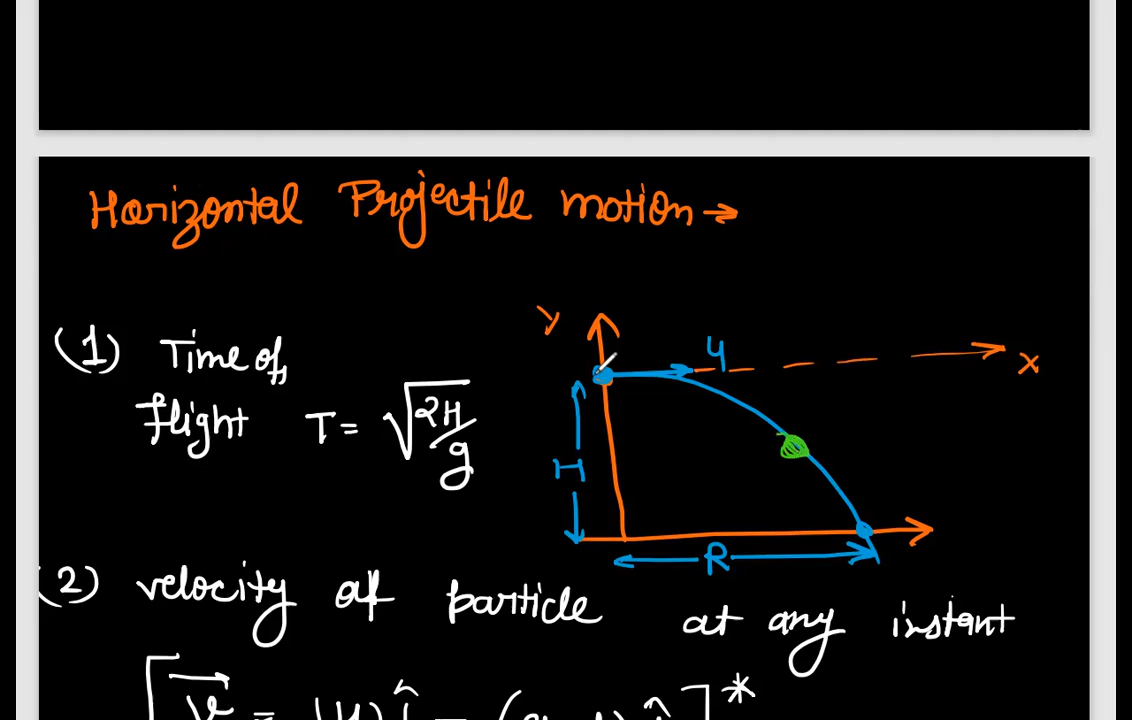 Horizontal Projectile motion →
(1) Time of
flight T = √2H/g
y
u
x
H
R
(2) velocity of particle at any instant
[v⃗ = (u)î - (
)ĵ]*